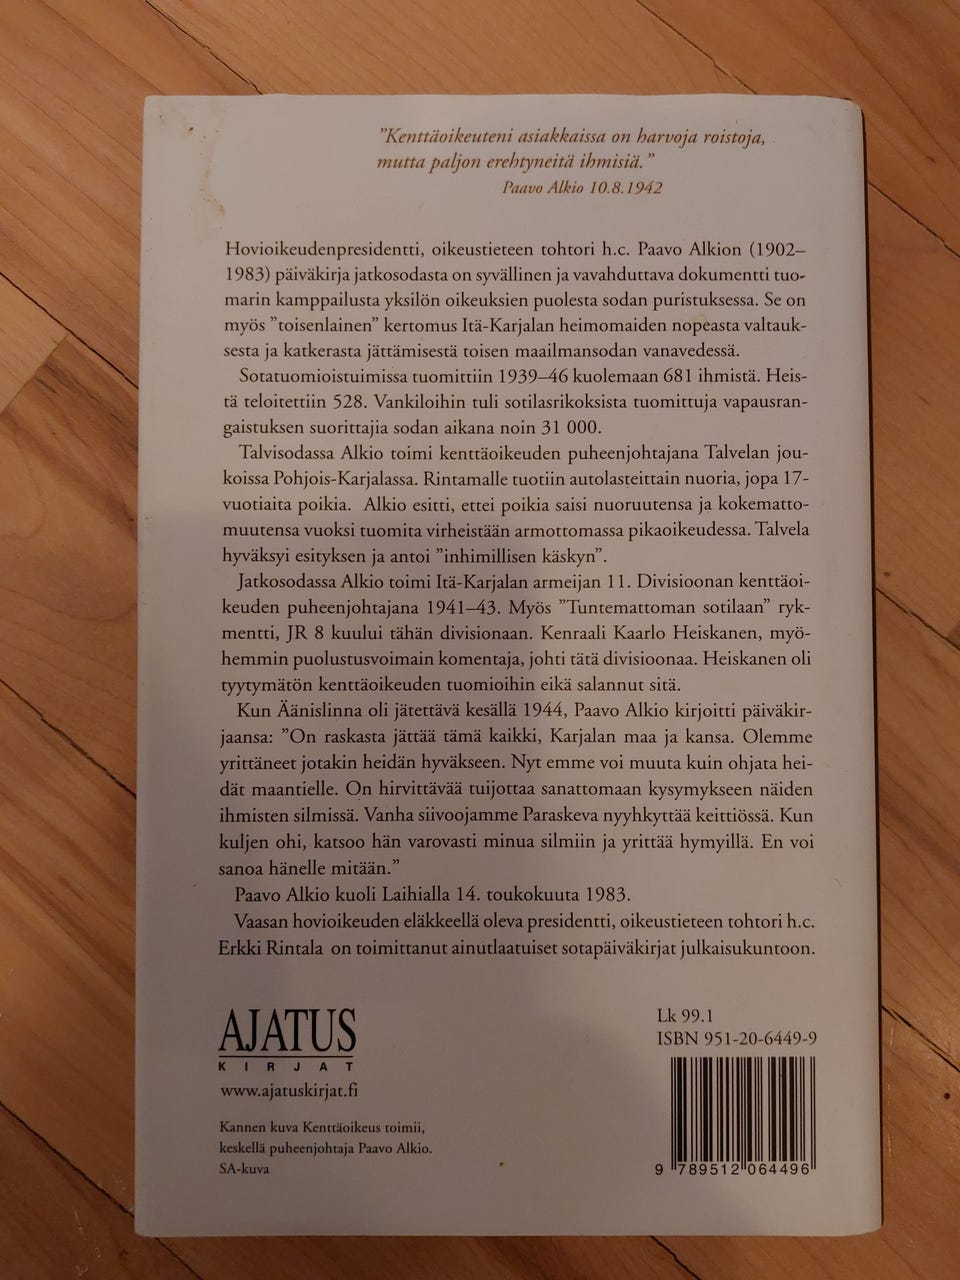 ”Kenttäoikeuteni asiakkaissa on harvoja roistoja,
mutta paljon erehtyneitä ihmisiä.”
Paavo Alkio 10.8.1942
Hovioikeudenpresidentti, oikeustieteen tohtori h.c. Paavo Alkion (1902–
1983) päiväkirja jatkosodasta on syvällinen ja vavahduttava dokumentti tuo-
marin kamppailusta yksilön oikeuksien puolesta sodan puristuksessa. Se on
myös ”toisenlainen” kertomus Itä-Karjalan heimomaiden nopeasta valtauk-
sesta ja katkerasta jättämisestä toisen maailmansodan vanavedessä.
Sotatuomioistuimissa tuomittiin 1939–46 kuolemaan 681 ihmistä. Heis-
tä teloitettiin 528. Vankiloihin tuli sotilasrikoksista tuomittuja vapausran-
gaistuksen suorittajia sodan aikana noin 31 000.
Talvisodassa Alkio toimi kenttäoikeuden puheenjohtajana Talvelan jou-
koissa Pohjois-Karjalassa. Rintamalle tuotiin autolasteittain nuoria, jopa 17-
vuotiaita poikia. Alkio esitti, ettei poikia saisi nuoruutensa ja kokematto-
muutensa vuoksi tuomita virheistään armottomassa pikaoikeudessa. Talvela
hyväksyi esityksen ja antoi ”inhimillisen käskyn”.
Jatkosodassa Alkio toimi Itä-Karjalan armeijan 11. Divisioonan kenttäoi-
keuden puheenjohtajana 1941–43. Myös ”Tuntemattoman sotilaan” ryk-
mentti, JR 8 kuului tähän divisionaan. Kenraali Kaarlo Heiskanen, myö-
hemmin puolustusvoimain komentaja, johti tätä divisioonaa. Heiskanen oli
tyytymätön kenttäoikeuden tuomioihin eikä salannut sitä.
Kun Äänislinna oli jätettävä kesällä 1944, Paavo Alkio kirjoitti päiväkir-
jaansa: ”On raskasta jättää tämä kaikki, Karjalan maa ja kansa. Olemme
yrittäneet jotakin heidän hyväkseen. Nyt emme voi muuta kuin ohjata hei-
dät maantielle. On hirvittävää tuijottaa sanattomaan kysymykseen näiden
ihmisten silmissä. Vanha siivoojamme Paraskeva nyyhkyttää keittiössä. Kun
kuljen ohi, katsoo hän varovasti minua silmiin ja yrittää hymyillä. En voi
sanoa hänelle mitään.”
Paavo Alkio kuoli Laihialla 14. toukokuuta 1983.
Vaasan hovioikeuden eläkkeellä oleva presidentti, oikeustieteen tohtori h.c.
Erkki Rintala on toimittanut ainutlaatuiset sotapäiväkirjat julkaisukuntoon.
AJATUS
KIRJAT
www.ajatuskirjat.fi
Kannen kuva Kenttäoikeus toimii,
keskellä puheenjohtaja Paavo Alkio.
SA-kuva
Lk 99.1
ISBN 951-20-6449-9
9 789512 064496